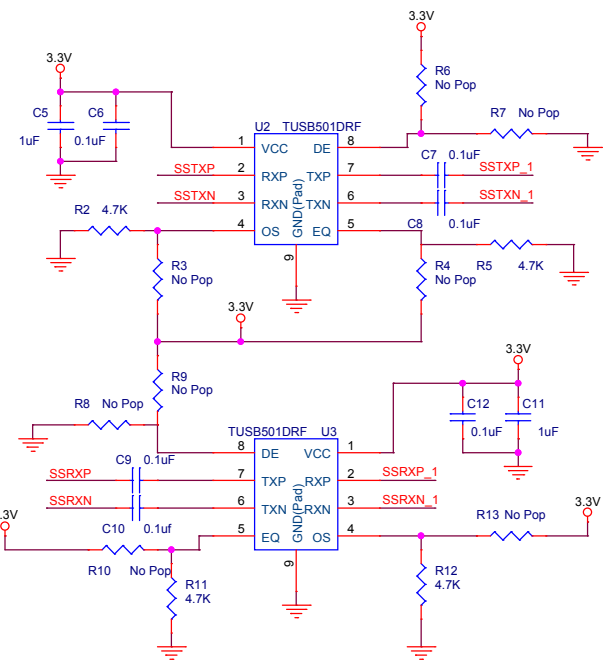 3.3V
R6
No Pop
3.3V
C5
C6
1uF
0.1uF
R7 No Pop
U2 TUSB501DRF
1
VCC
DE
8
C7 0.1uF
SSTXP
2
RXP
TXP
7
SSTXP_1
SSTXN
3
RXN
TXN
6
SSTXN_1
R2 4.7K
4
OS
GND(Pad)
EQ
5
C8 0.1uF
9
R3
No Pop
R4
No Pop
R5 4.7K
3.3V
R9
No Pop
3.3V
R8 No Pop
C12
C11
0.1uF
1uF
TUSB501DRF U3
8
DE
VCC
1
C9 0.1uF
SSRXP
7
TXP
RXP
2
SSRXP_1
SSRXN
6
TXN
RXN
3
SSRXN_1
.3V
C10 0.1uf
5
EQ
GND(Pad)
OS
4
R13 No Pop
3.3V
9
R10 No Pop
R11
4.7K
R12
4.7K